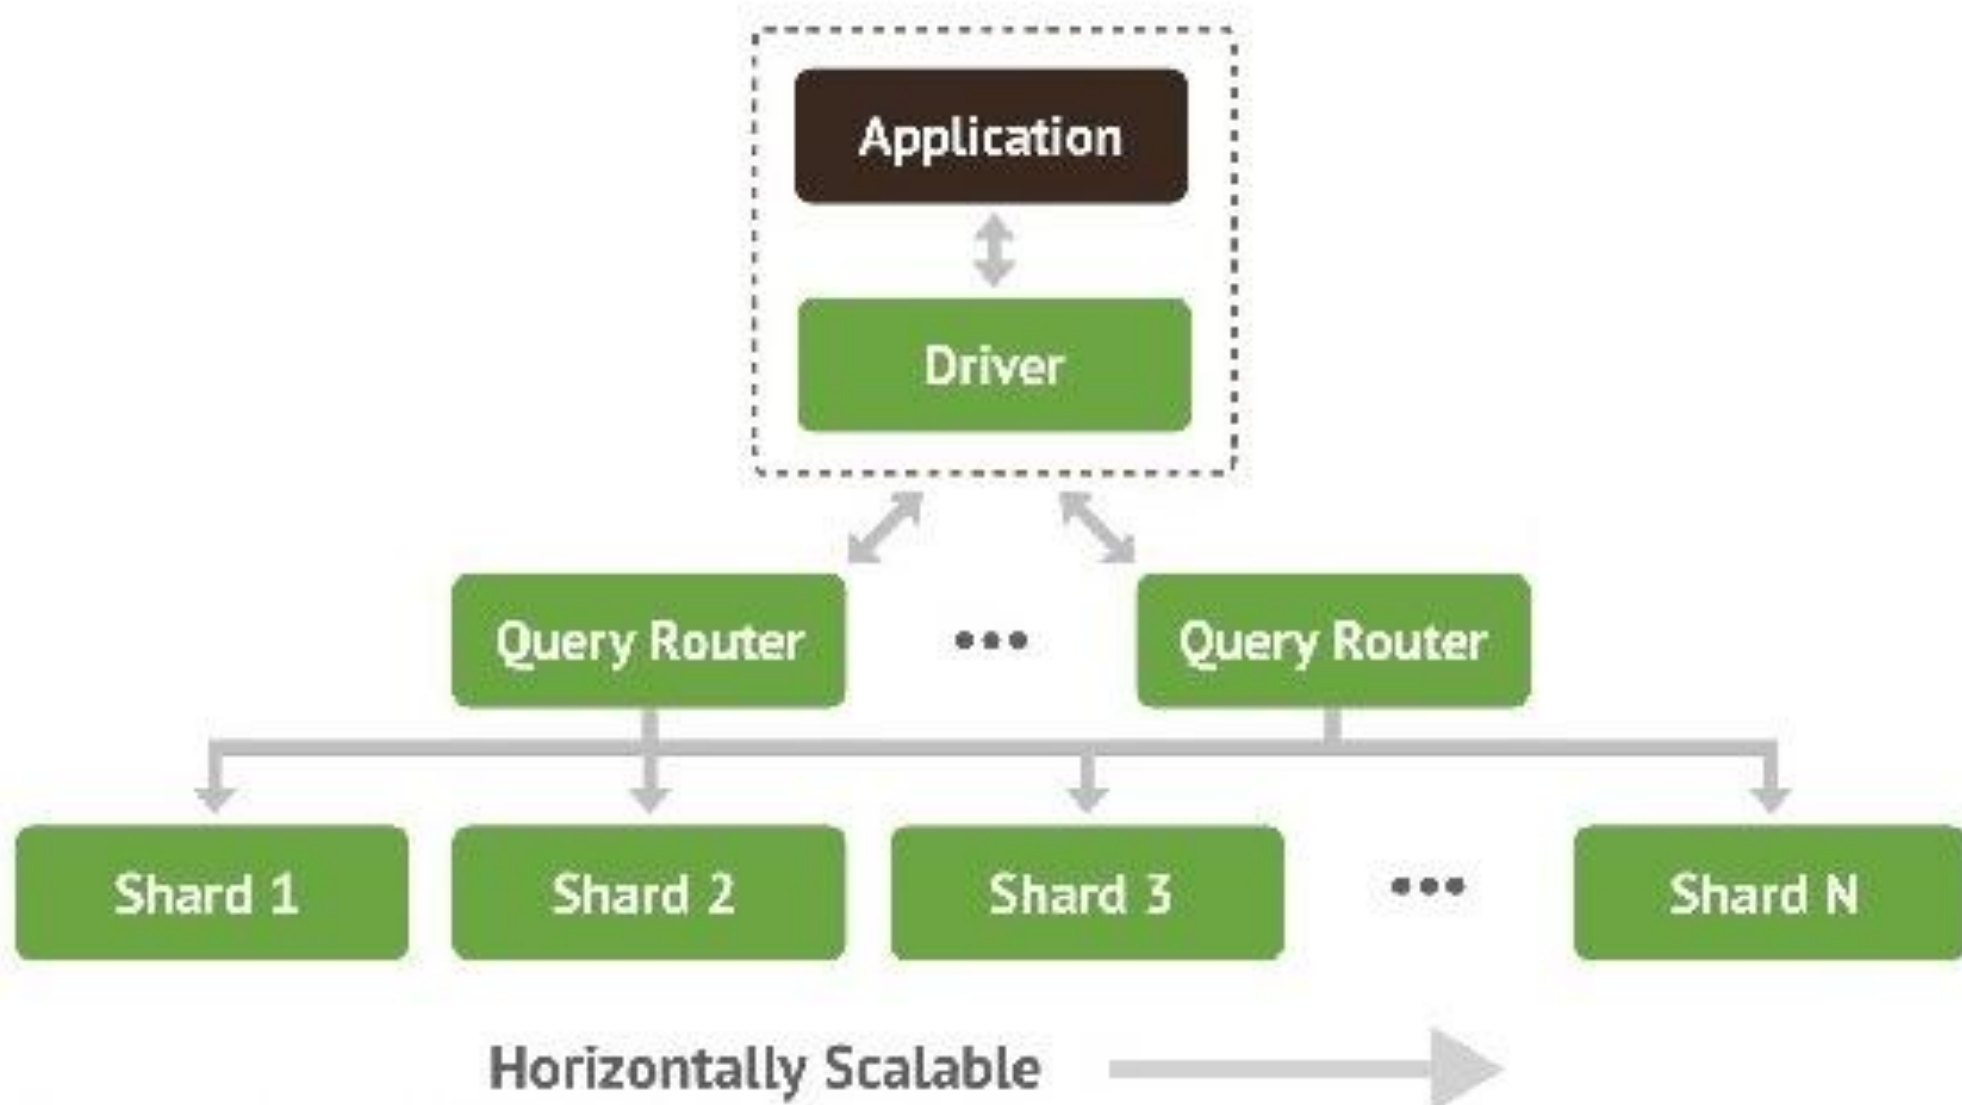 Application
Driver
Query Router
•••
Query Router
Shard 1
Shard 2
Shard 3
•••
Shard N
Horizontally Scalable